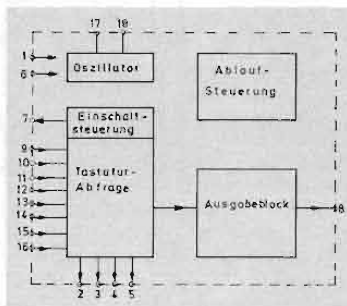 17 18
1
6
Oszillator
Ablauf-
Steuerung
7
Einschalt-
steuerung
9
10
11
12
13
14
15
16
Tastatur-
Abfrage
Ausgabeblock
8
2 3 4 5